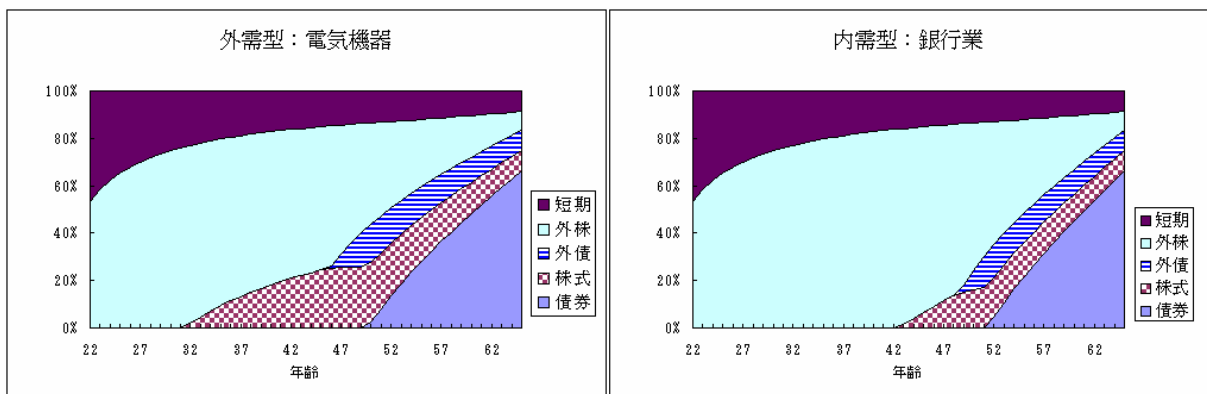 外需型：電気機器
100%
80%
60%
40%
20%
0%
22 27 32 37 42 47 52 57 62
年齢
短期
外株
外債
株式
債券
内需型：銀行業
100%
80%
60%
40%
20%
0%
22 27 32 37 42 47 52 57 62
年齢
短期
外株
外債
株式
債券